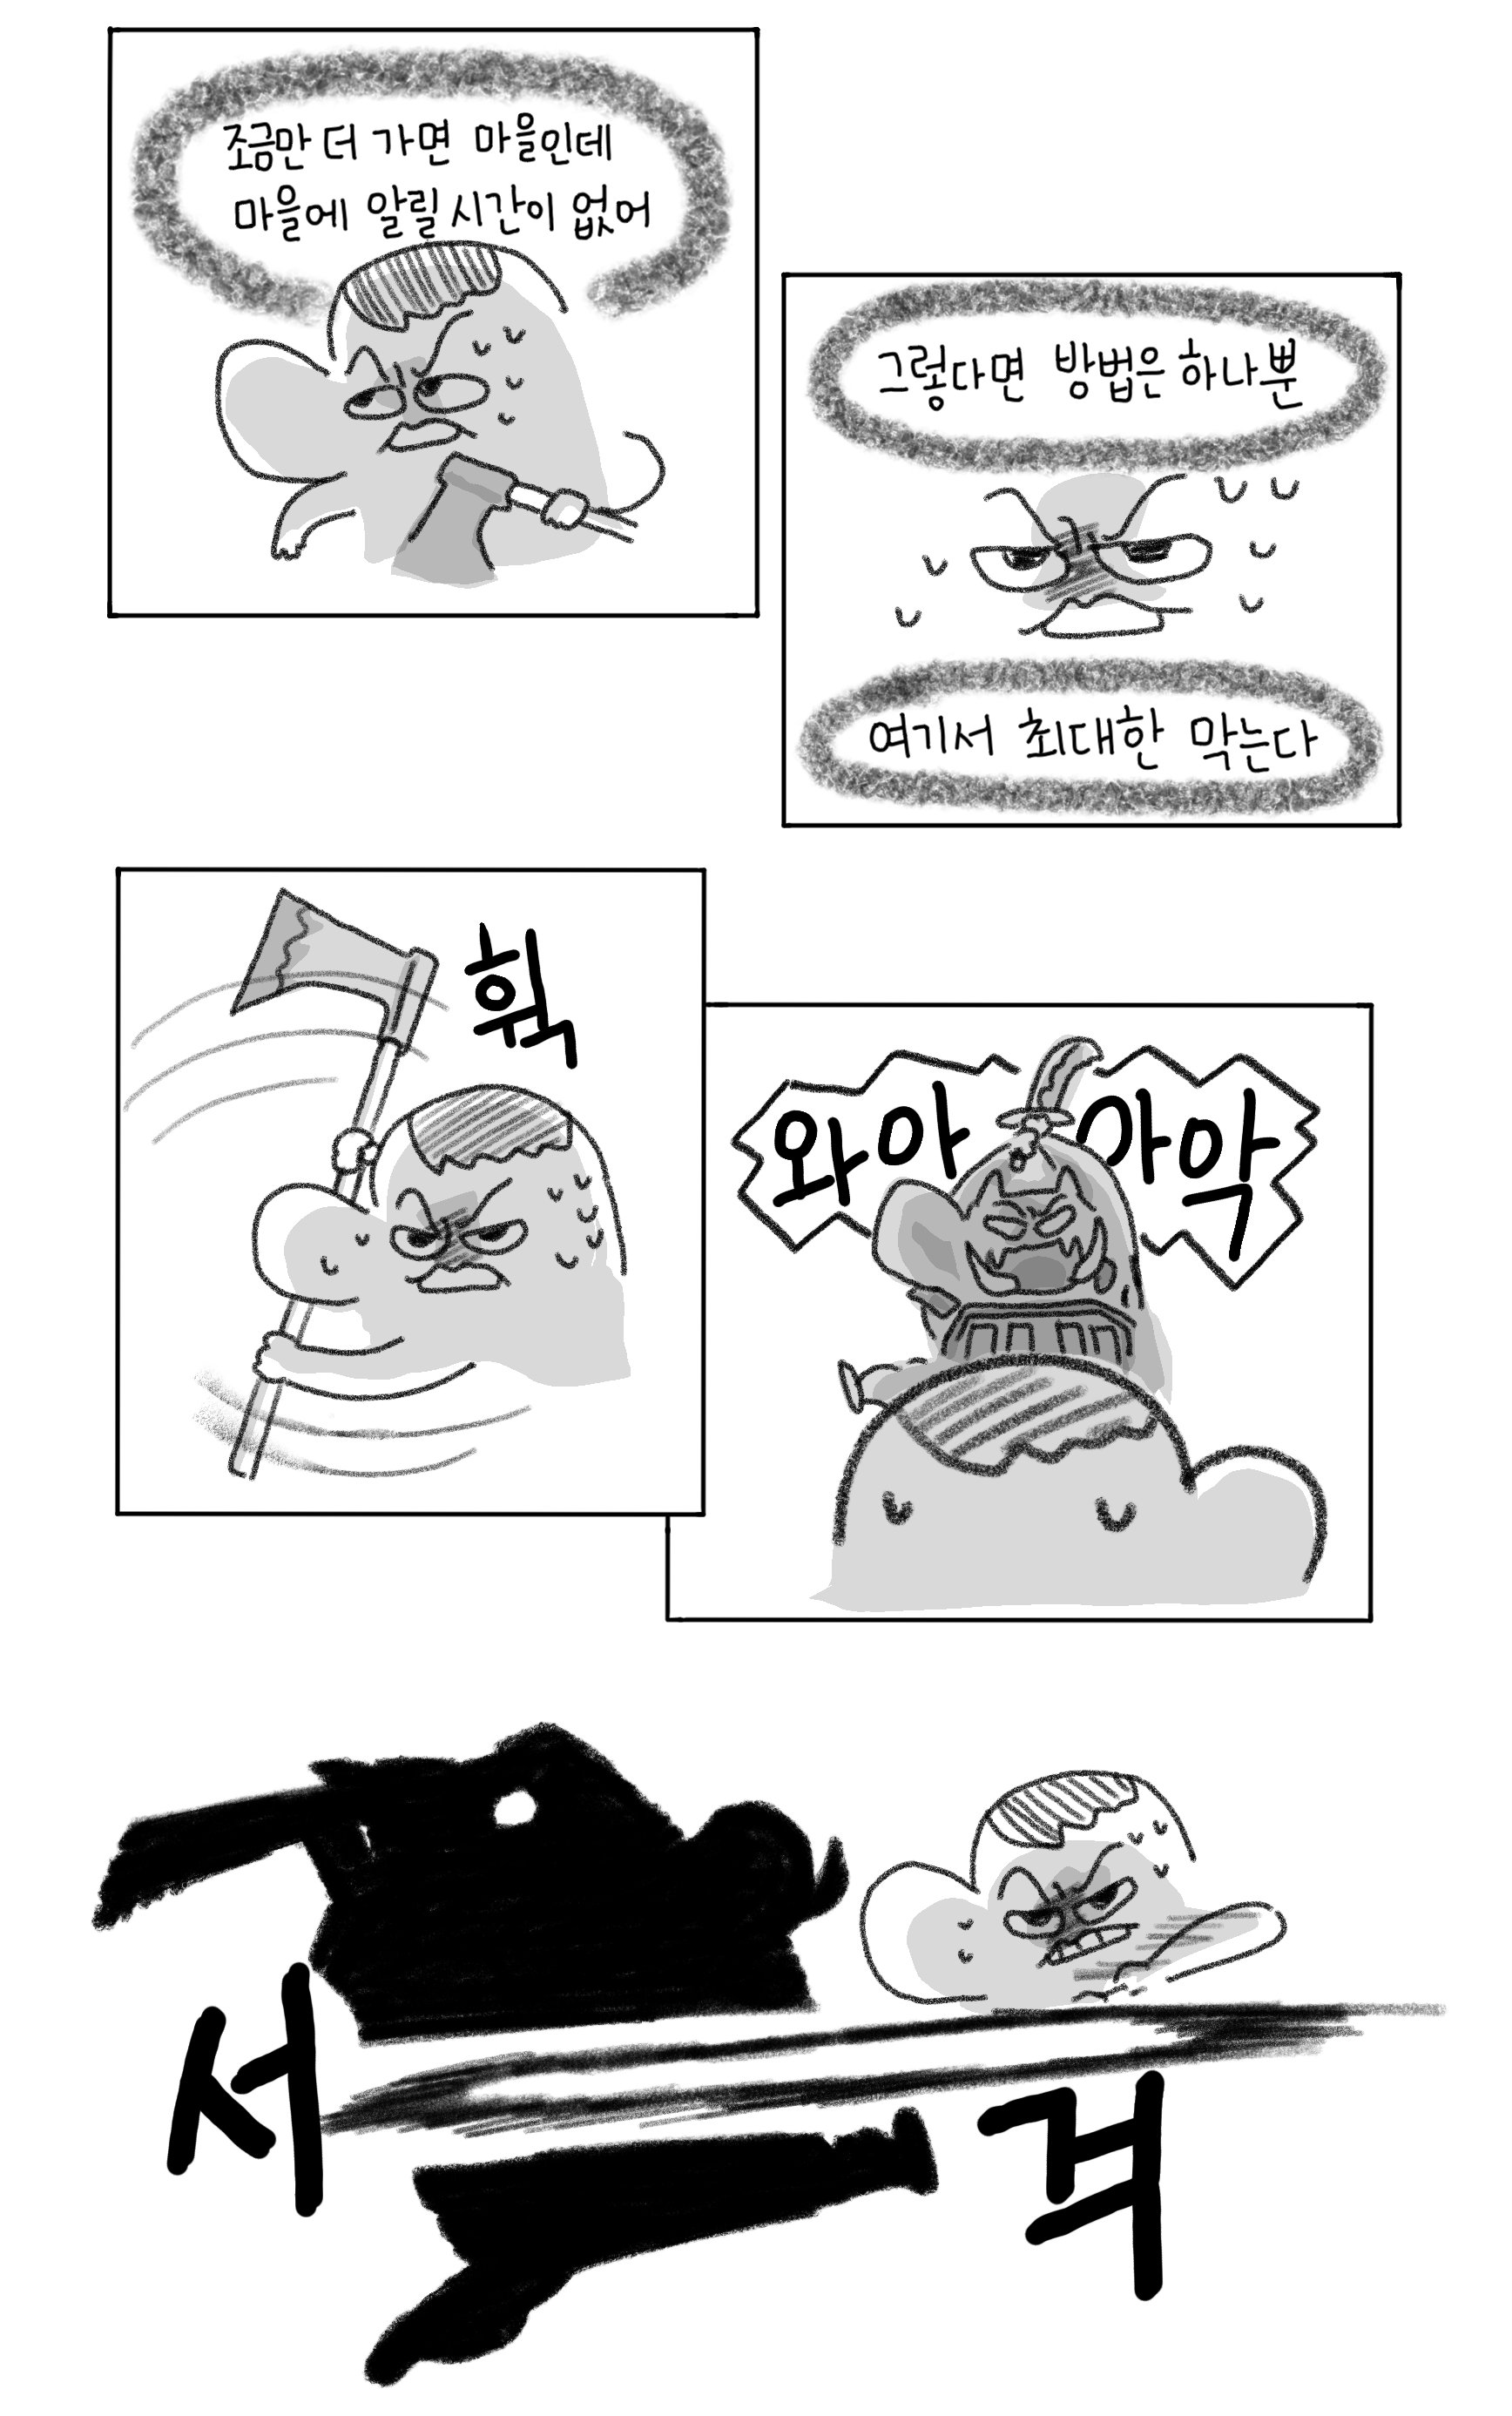 조금만 더 가면 마을인데
마을에 알릴 시간이 없어
그렇다면 방법은 하나뿐
여기서 최대한 막는다
휙
와아 아악
서
걱